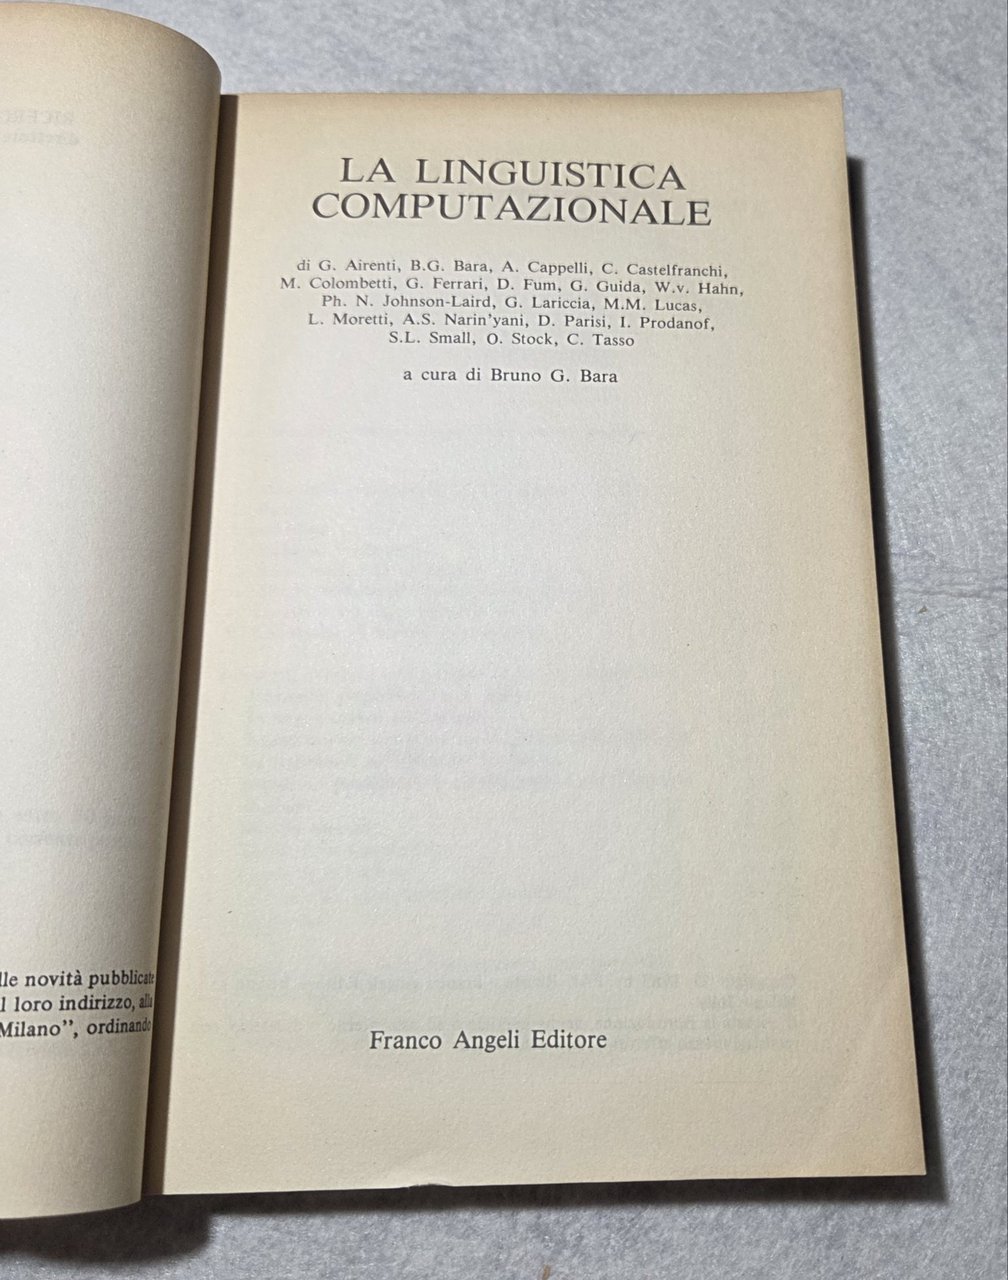 lle novità pubblicate
l loro indirizzo, alla
Milano", ordinando
LA LINGUISTICA
COMPUTAZIONALE
di G. Airenti, B.G. Bara, A. Cappelli, C. Castelfranchi,
M. Colombetti, G. Ferrari, D. Fum, G. Guida, W.v. Hahn,
Ph. N. Johnson-Laird, G. Lariccia, M.M. Lucas,
L. Moretti, A.S. Narin'yani, D. Parisi, I. Prodanof,
S.L. Small, O. Stock, C. Tasso
a cura di Bruno G. Bara
Franco Angeli Editore